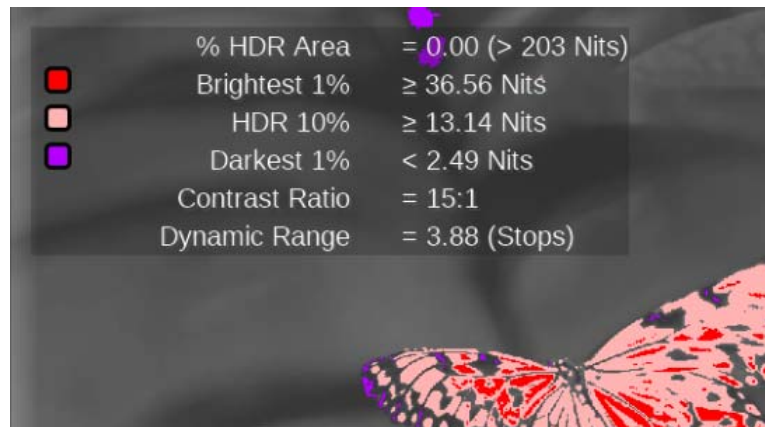 % HDR Area = 0.00 (> 203 Nits)
Brightest 1% ≥ 36.56 Nits
HDR 10% ≥ 13.14 Nits
Darkest 1% < 2.49 Nits
Contrast Ratio = 15:1
Dynamic Range = 3.88 (Stops)